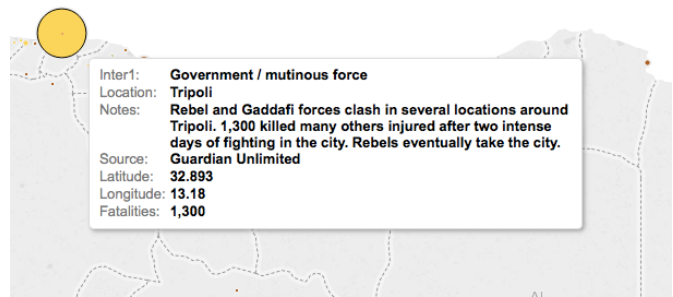 Inter1: Government / mutinous force
Location: Tripoli
Notes: Rebel and Gaddafi forces clash in several locations around
Tripoli. 1,300 killed many others injured after two intense
days of fighting in the city. Rebels eventually take the city.
Source: Guardian Unlimited
Latitude: 32.893
Longitude: 13.18
Fatalities: 1,300